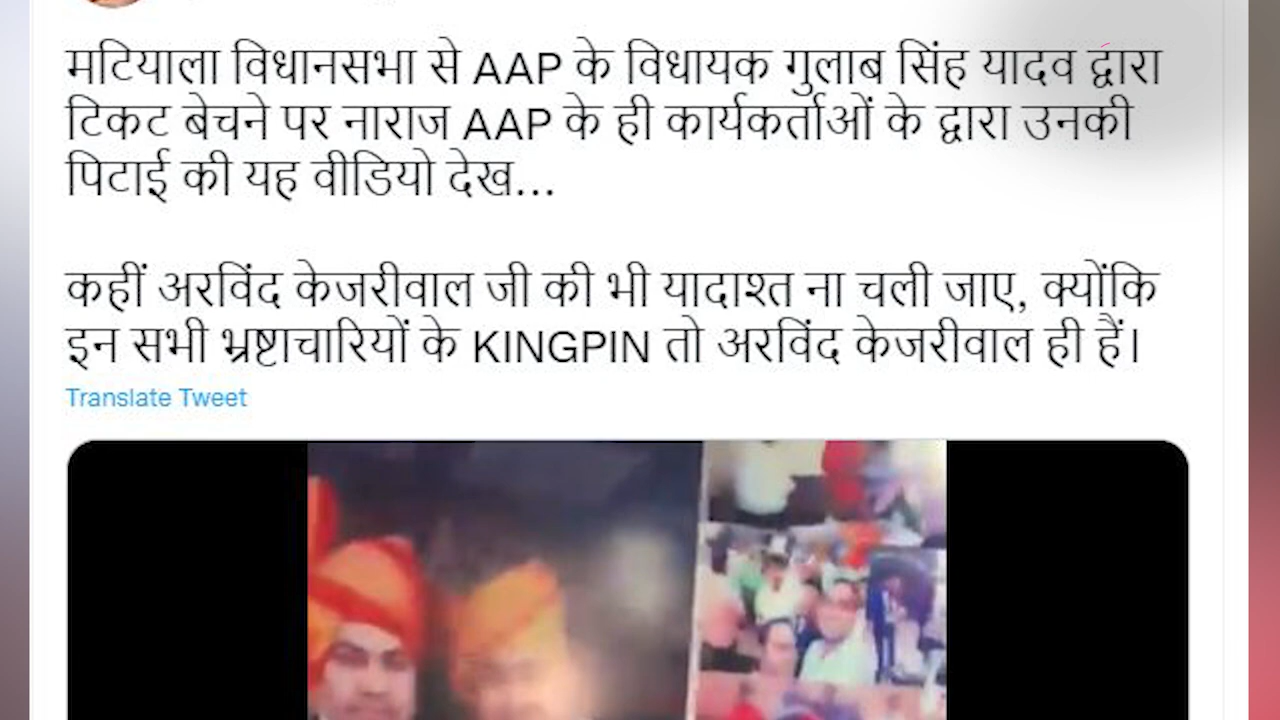 मटियाला विधानसभा से AAP के विधायक गुलाब सिंह यादव द्वारा
टिकट बेचने पर नाराज AAP के ही कार्यकर्ताओं के द्वारा उनकी
पिटाई की यह वीडियो देख...
कहीं अरविंद केजरीवाल जी की भी यादाश्त ना चली जाए, क्योंकि
इन सभी भ्रष्टाचारियों के KINGPIN तो अरविंद केजरीवाल ही हैं।
Translate Tweet